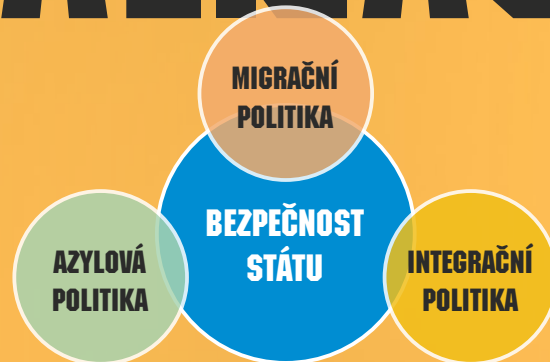 MIGRAČNÍ
POLITIKA
BEZPEČNOST
STÁTU
AZYLOVÁ
POLITIKA
INTEGRAČNÍ
POLITIKA